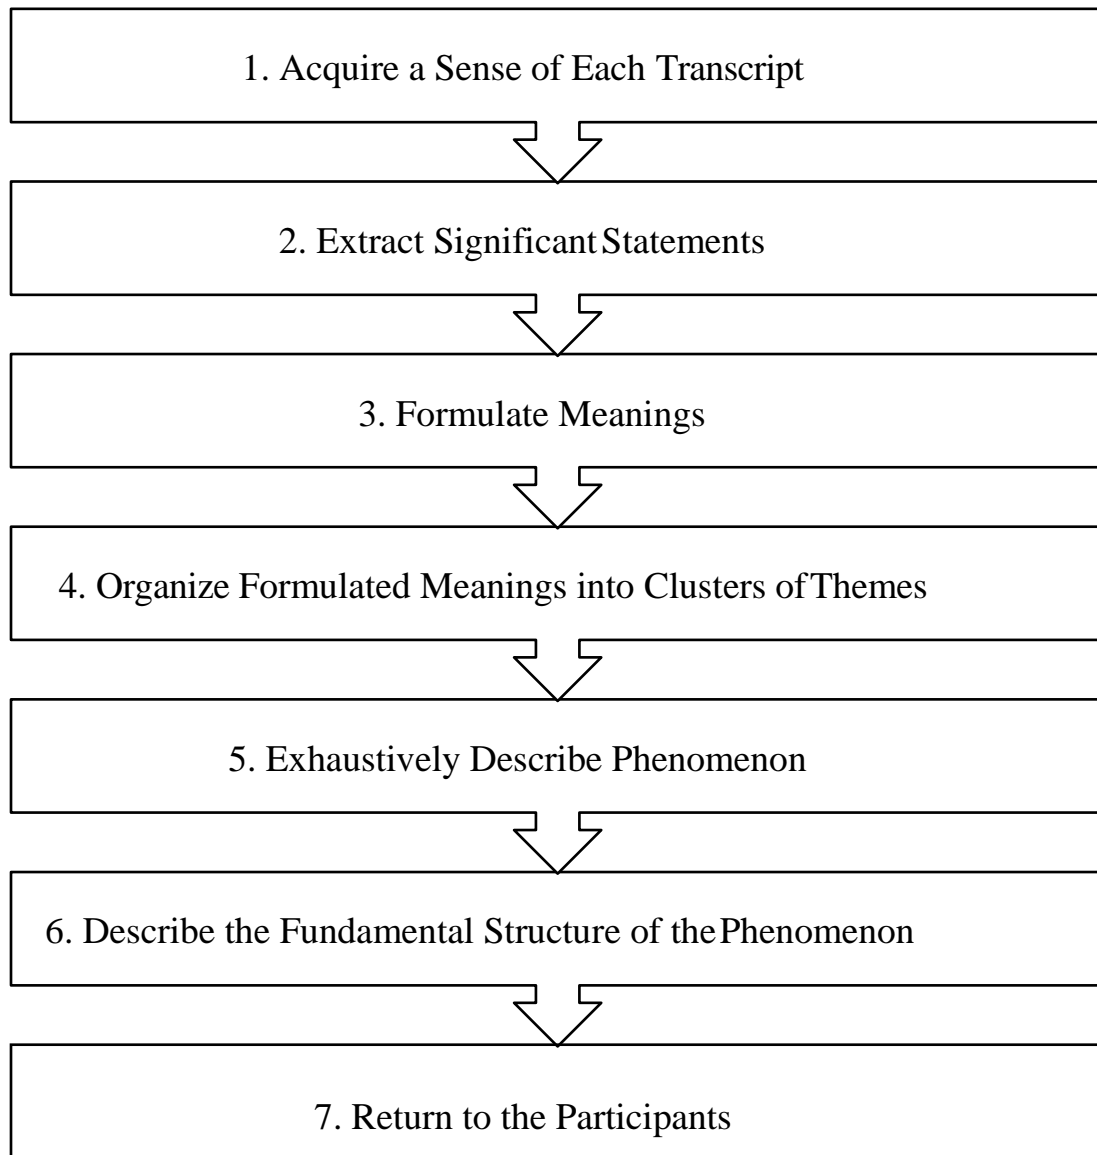 1. Acquire a Sense of Each Transcript
2. Extract Significant Statements
3. Formulate Meanings
4. Organize Formulated Meanings into Clusters of Themes
5. Exhaustively Describe Phenomenon
6. Describe the Fundamental Structure of the Phenomenon
7. Return to the Participants